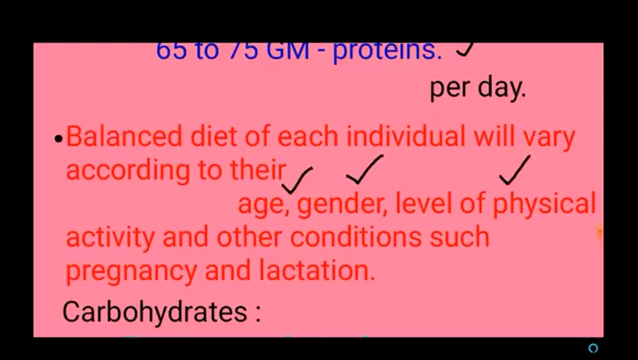 65 to 75 GM - proteins.
per day.
•Balanced diet of each individual will vary
according to their
age, gender, level of physical
activity and other conditions such
pregnancy and lactation.
Carbohydrates :